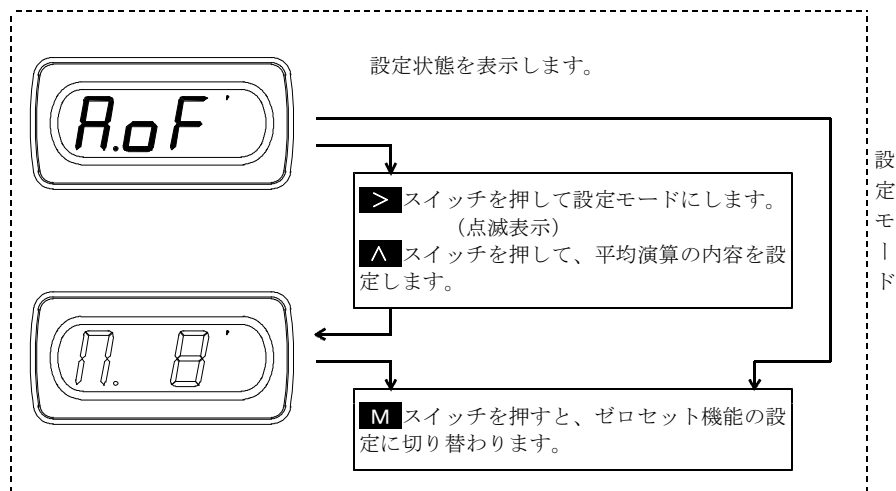 設定状態を表示します。
A.oF'
> スイッチを押して設定モードにします。
（点滅表示）
∧ スイッチを押して、平均演算の内容を設
定します。
П. 8'
M スイッチを押すと、ゼロセット機能の設
定に切り替わります。
設定モード